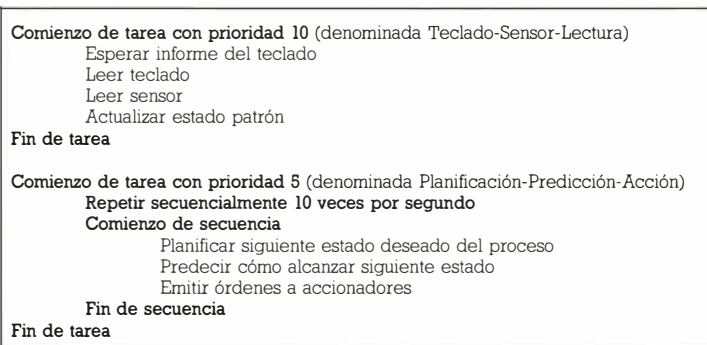 Comienzo de tarea con prioridad 10 (denominada Teclado-Sensor-Lectura)
Esperar informe del teclado
Leer teclado
Leer sensor
Actualizar estado patrón
Fin de tarea
Comienzo de tarea con prioridad 5 (denominada Planificación-Predicción-Acción)
Repetir secuencialmente 10 veces por segundo
Comienzo de secuencia
Planificar siguiente estado deseado del proceso
Predecir cómo alcanzar siguiente estado
Emitir órdenes a accionadores
Fin de secuencia
Fin de tarea